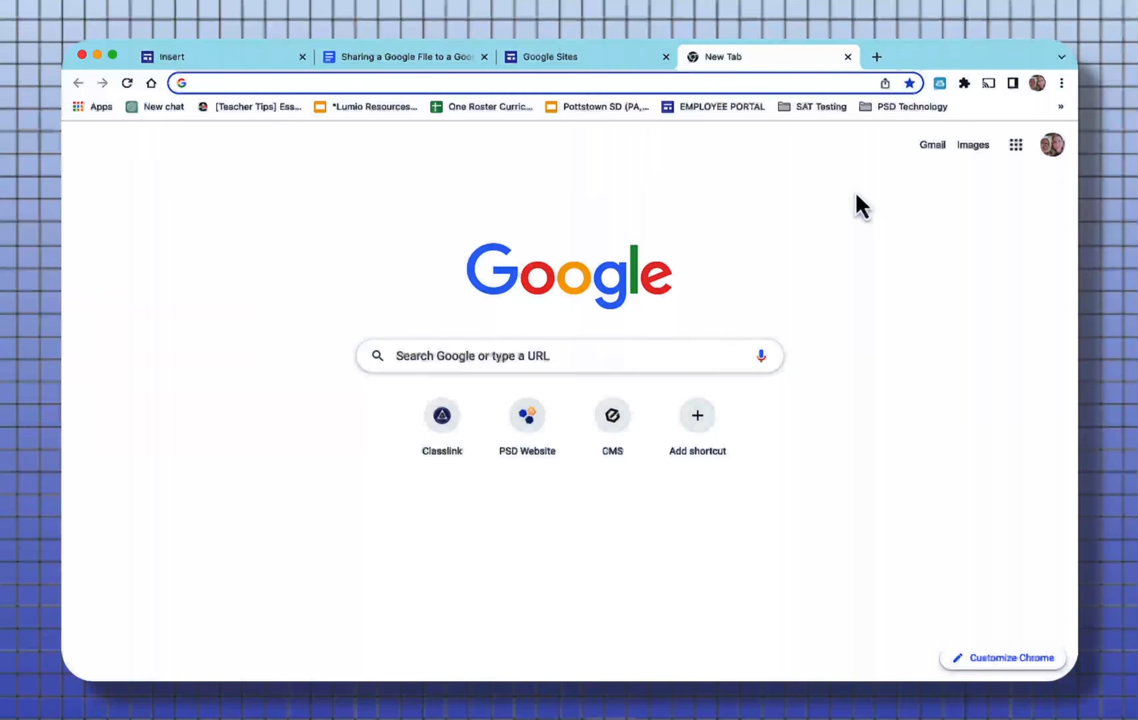 Insert
Sharing a Google File to a Goo
Google Sites
New Tab
Apps
New chat
[Teacher Tips] Ess...
*Lumio Resources...
One Roster Curric...
Pottstown SD (PA,...
EMPLOYEE PORTAL
SAT Testing
PSD Technology
»
Gmail Images
Google
Search Google or type a URL
Classlink PSD Website CMS Add shortcut
Customize Chrome